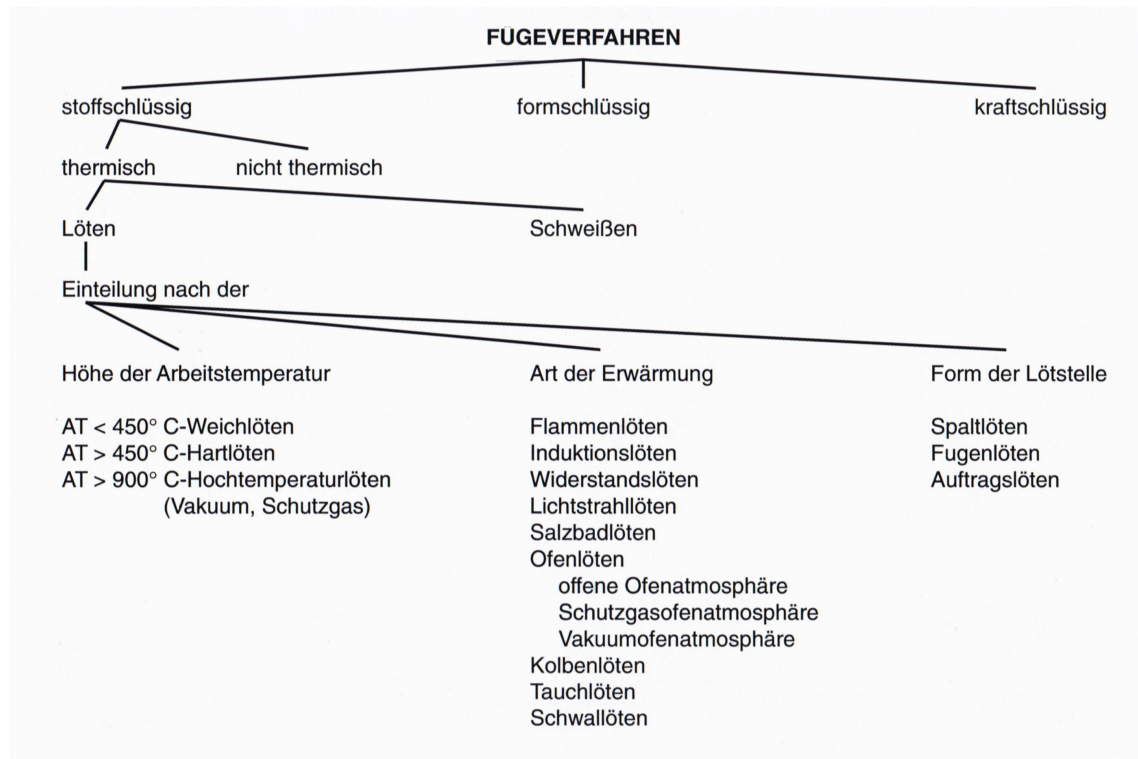 FÜGEVERFAHREN
stoffschlüssig formschlüssig kraftschlüssig
thermisch nicht thermisch
Löten Schweißen
Einteilung nach der
Höhe der Arbeitstemperatur
AT < 450° C-Weichlöten
AT > 450° C-Hartlöten
AT > 900° C-Hochtemperaturlöten
(Vakuum, Schutzgas)
Art der Erwärmung
Flammenlöten
Induktionslöten
Widerstandslöten
Lichtstrahllöten
Salzbadlöten
Ofenlöten
offene Ofenatmosphäre
Schutzgasofenatmosphäre
Vakuumofenatmosphäre
Kolbenlöten
Tauchlöten
Schwallöten
Form der Lötstelle
Spaltlöten
Fugenlöten
Auftragslöten